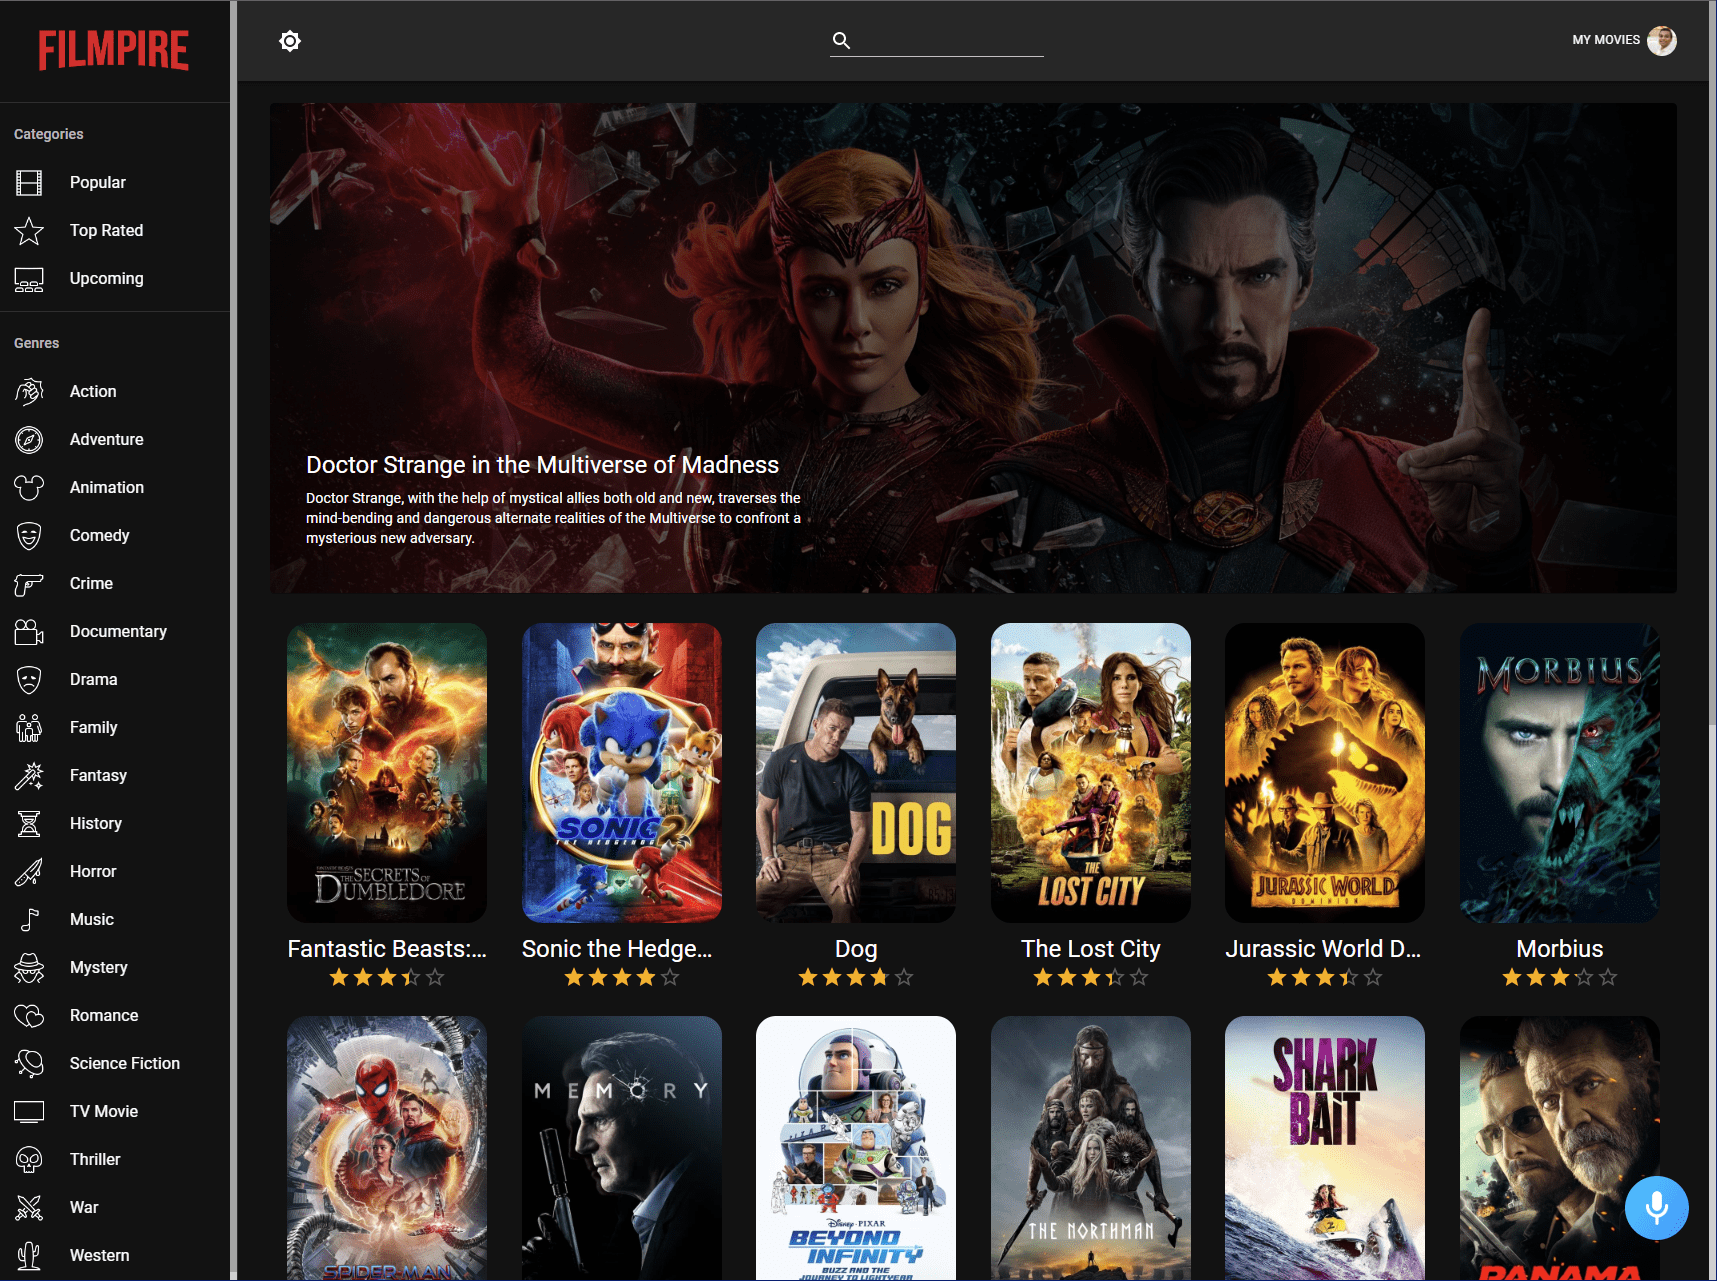 FILMPIRE
MY MOVIES
Categories
Popular
Top Rated
Upcoming
Genres
Action
Adventure
Animation
Comedy
Crime
Documentary
Drama
Family
Fantasy
History
Horror
Music
Mystery
Romance
Science Fiction
TV Movie
Thriller
War
Western
Doctor Strange in the Multiverse of Madness
Doctor Strange, with the help of mystical allies both old and new, traverses the
mind-bending and dangerous alternate realities of the Multiverse to confront a
mysterious new adversary.
THE SECRETS OF
DUMBLEDORE
SONIC 2
THE HEDGEHOG
DOG
THE
LOST CITY
JURASSIC WORLD
DOMINION
MORBIUS
Fantastic Beasts:...
Sonic the Hedge...
Dog
The Lost City
Jurassic World D...
Morbius
SPIDER-MAN
MEMORY
DISNEY · PIXAR
BEYOND
INFINITY
BUZZ AND THE
JOURNEY TO LIGHTYEAR
THE NORTHMAN
SHARK
BAIT
PANAMA